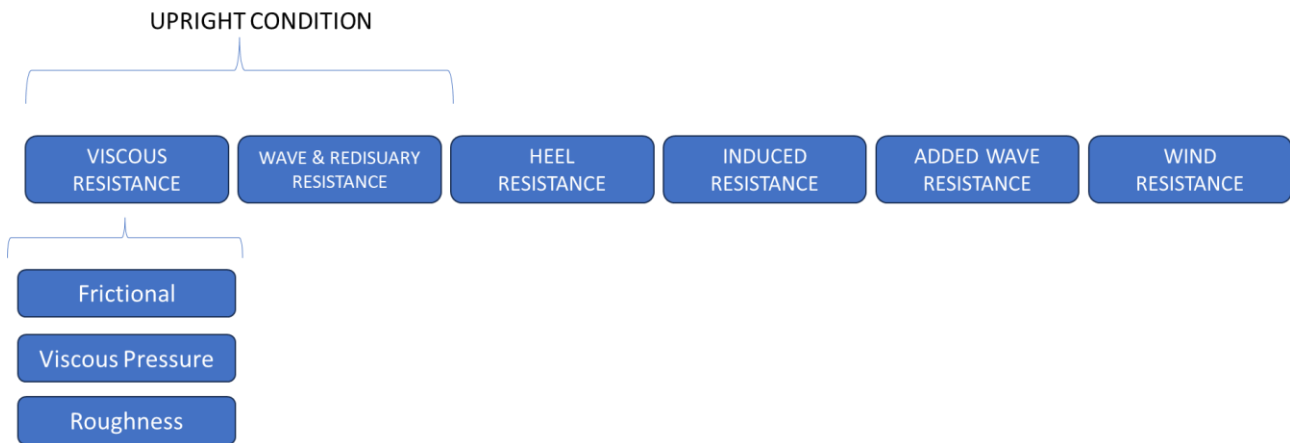 UPRIGHT CONDITION
VISCOUS
RESISTANCE
WAVE & REDISUARY
RESISTANCE
HEEL
RESISTANCE
INDUCED
RESISTANCE
ADDED WAVE
RESISTANCE
WIND
RESISTANCE
Frictional
Viscous Pressure
Roughness